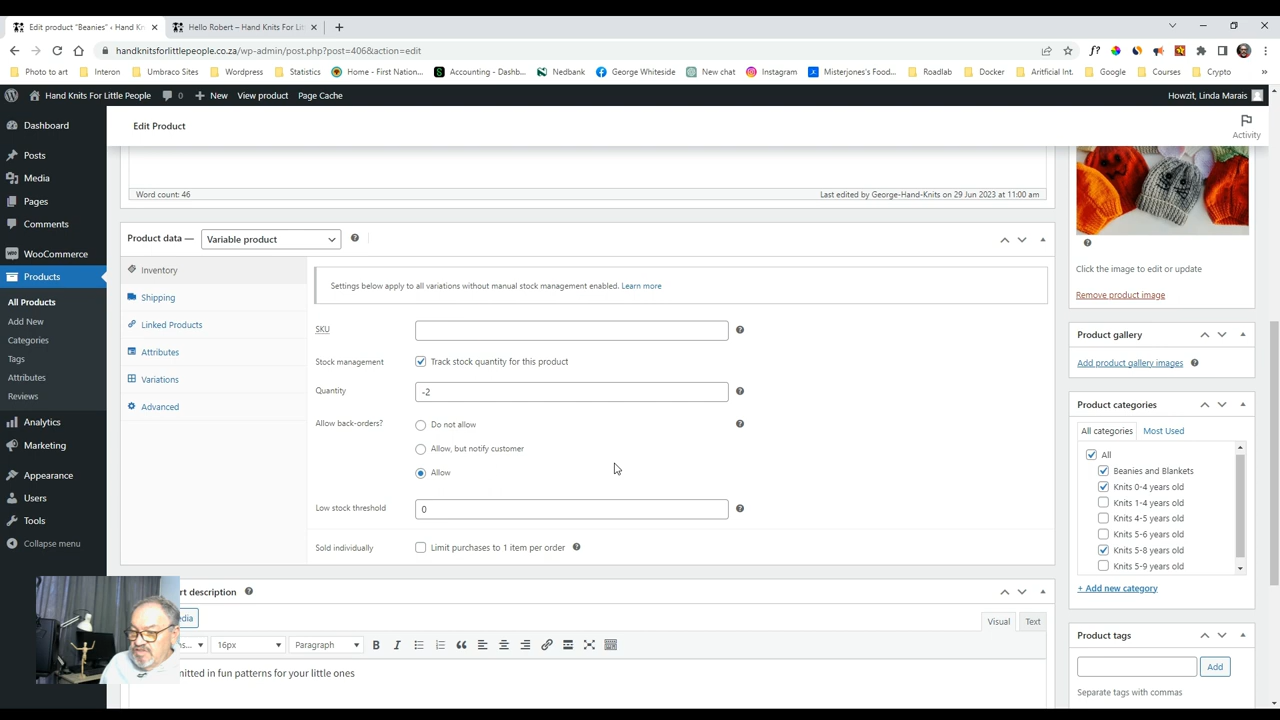 Edit product "Beanies" ‹ Hand Kn
Hello Robert – Hand Knits For Lit
handknitsforlittlepeople.co.za/wp-admin/post.php?post=406&action=edit
Photo to art
Interon
Umbraco Sites
Wordpress
Statistics
Home - First Nation...
Accounting - Dashb...
Nedbank
George Whiteside
New chat
Instagram
Misterjones's Food...
Roadlab
Docker
Aritficial Int.
Google
Courses
Crypto
Hand Knits For Little People
0
New
View product
Page Cache
Howzit, Linda Marais
Dashboard
Posts
Media
Pages
Comments
WooCommerce
Products
All Products
Add New
Categories
Tags
Attributes
Reviews
Analytics
Marketing
Appearance
Users
Tools
Collapse menu
Edit Product
Activity
Word count: 46
Last edited by George-Hand-Knits on 29 Jun 2023 at 11:00 am
Product data —
Variable product
Inventory
Shipping
Linked Products
Attributes
Variations
Advanced
Settings below apply to all variations without manual stock management enabled. Learn more
SKU
Stock management
Track stock quantity for this product
Quantity
-2
Allow back-orders?
Do not allow
Allow, but notify customer
Allow
Low stock threshold
0
Sold individually
Limit purchases to 1 item per order
rt description
edia
16px
Paragraph
B
I
nitted in fun patterns for your little ones
Visual
Text
Click the image to edit or update
Remove product image
Product gallery
Add product gallery images
Product categories
All categories
Most Used
All
Beanies and Blankets
Knits 0-4 years old
Knits 1-4 years old
Knits 4-5 years old
Knits 5-6 years old
Knits 5-8 years old
Knits 5-9 years old
+ Add new category
Product tags
Add
Separate tags with commas